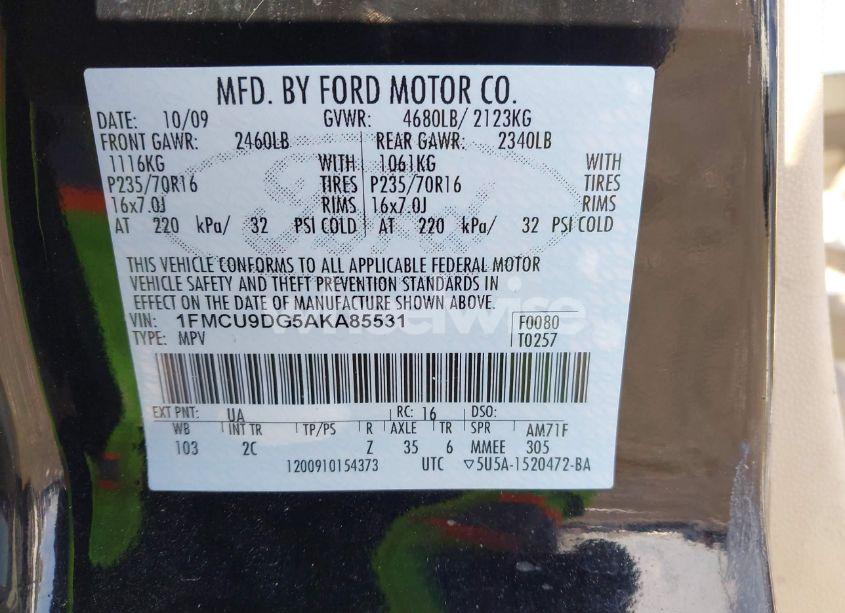 MFD. BY FORD MOTOR CO.
DATE: 10/09 GVWR: 4680LB/ 2123KG
FRONT GAWR: 2460LB REAR GAWR: 2340LB
1116KG WITH 1061KG WITH
P235/70R16 TIRES P235/70R16 TIRES
16x7.0J RIMS 16x7.0J RIMS
AT 220 kPa/ 32 PSI COLD AT 220 kPa/ 32 PSI COLD
THIS VEHICLE CONFORMS TO ALL APPLICABLE FEDERAL MOTOR
VEHICLE SAFETY AND THEFT PREVENTION STANDARDS IN
EFFECT ON THE DATE OF MANUFACTURE SHOWN ABOVE.
VIN: 1FMCU9DG5AKA85531 F0080
TYPE: MPV T0257
EXT PNT: UA RC: 16 DSO:
WB INT TR TP/PS R AXLE TR SPR AM71F
103 2C Z 35 6 MMEE 305
1200910154373 UTC ▽5U5A-1520472-BA